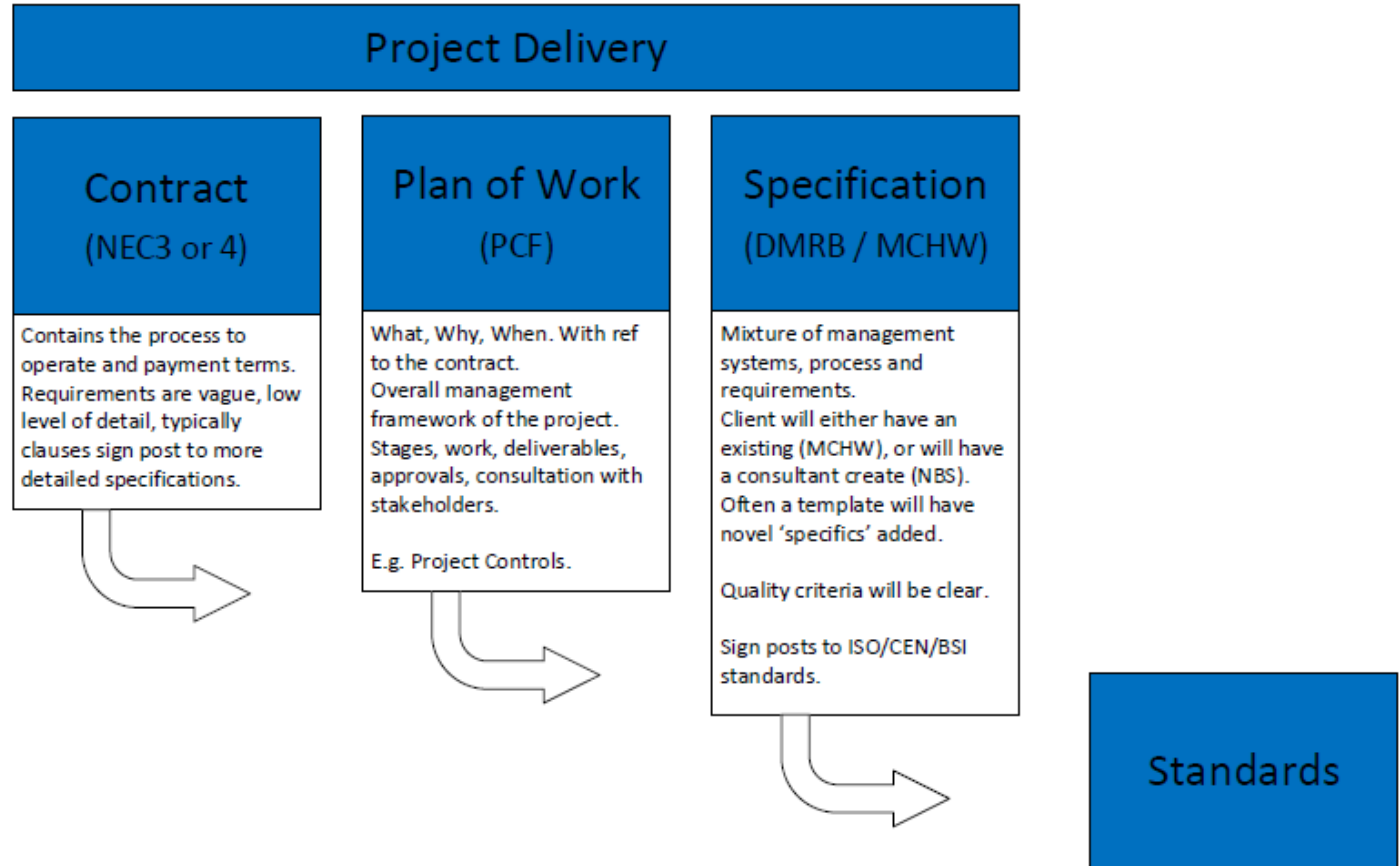 Project Delivery
Contract
(NEC3 or 4)
Contains the process to
operate and payment terms.
Requirements are vague, low
level of detail, typically
clauses sign post to more
detailed specifications.
Plan of Work
(PCF)
What, Why, When. With ref
to the contract.
Overall management
framework of the project.
Stages, work, deliverables,
approvals, consultation with
stakeholders.
E.g. Project Controls.
Specification
(DMRB / MCHW)
Mixture of management
systems, process and
requirements.
Client will either have an
existing (MCHW), or will have
a consultant create (NBS).
Often a template will have
novel ‘specifics’ added.
Quality criteria will be clear.
Sign posts to ISO/CEN/BSI
standards.
Standards